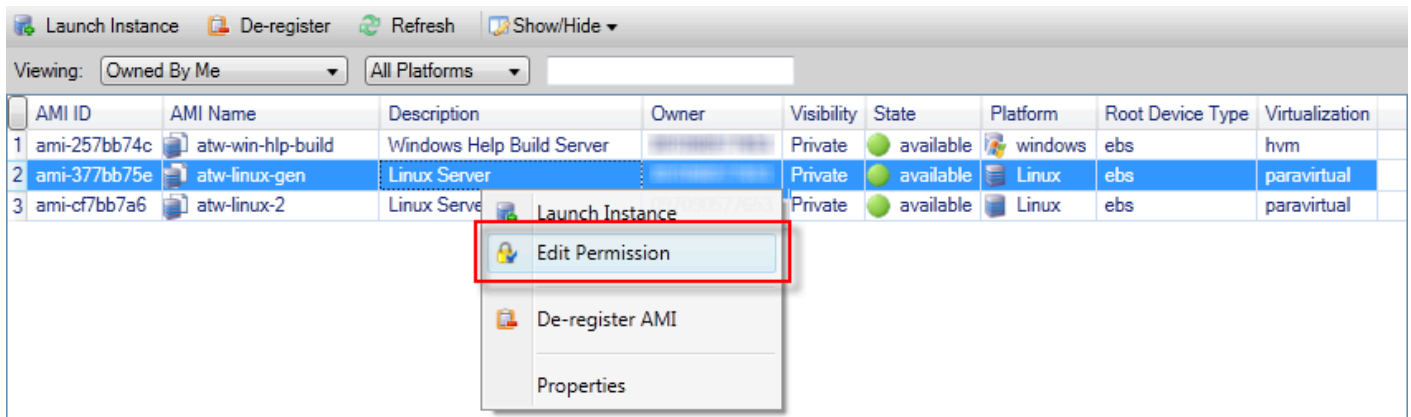 Launch Instance De-register Refresh Show/Hide
Viewing: Owned By Me All Platforms
AMI ID AMI Name Description Owner Visibility State Platform Root Device Type Virtualization
1 ami-257bb74c atw-win-hlp-build Windows Help Build Server Private available windows ebs hvm
2 ami-377bb75e atw-linux-gen Linux Server Private available Linux ebs paravirtual
3 ami-cf7bb7a6 atw-linux-2 Linux Serve Private available Linux ebs paravirtual
Launch Instance
Edit Permission
De-register AMI
Properties